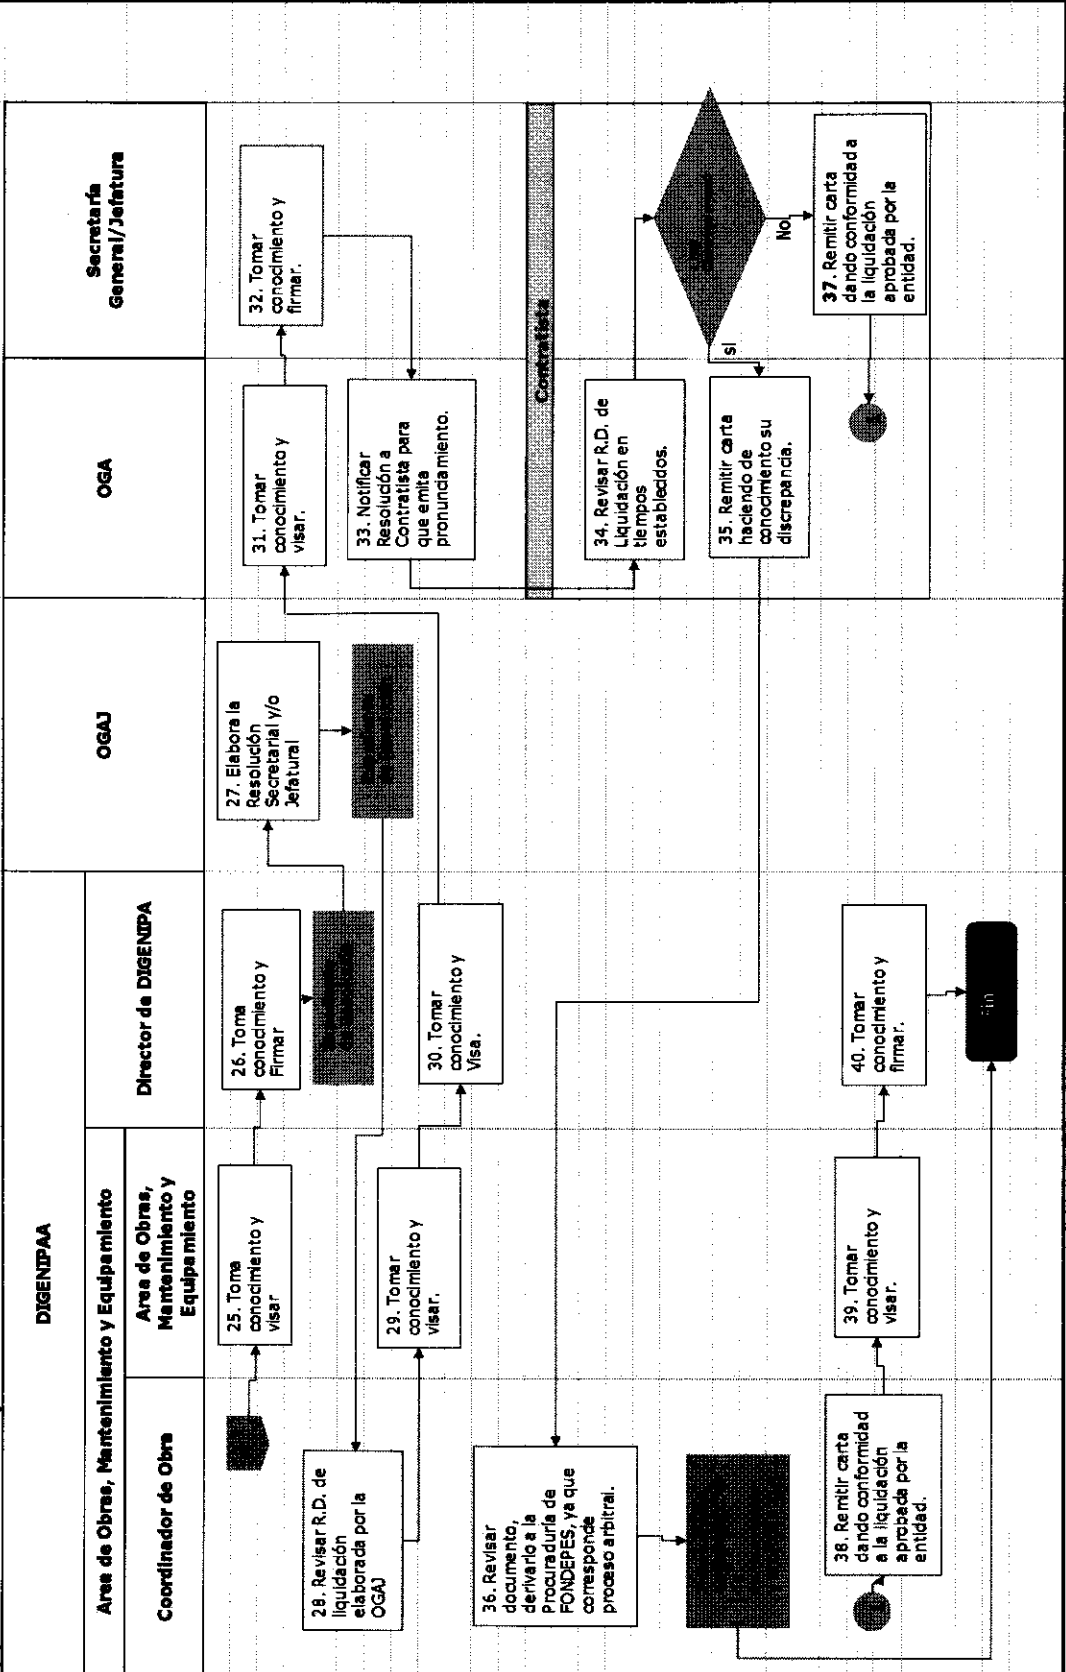 DIGENIPAA
Area de Obras, Mantenimiento y Equipamiento
Coordinador de Obra
Area de Obras,
Mantenimiento y
Equipamiento
Director de DIGENIPA
OGAJ
OGA
Secretaría
General/Jefatura
25. Toma
conocimiento y
visar
26. Toma
conocimiento y
Firmar
27. Elabora la
Resolución
Secretarial y/o
Jefatural
28. Revisar R.D. de
liquidación
elaborada por la
OGAJ
29. Tomar
conocimiento y
visar.
30. Tomar
conocimiento y
Visa.
31. Tomar
conocimiento y
visar.
32. Tomar
conocimiento y
firmar.
33. Notificar
Resolución a
Contratista para
que emita
pronunciamiento.
Contratista
34. Revisar R.D. de
Liquidación en
tiempos
establecidos.
si
No
35. Remitir carta
haciendo de
conocimiento su
discrepancia.
37. Remitir carta
dando conformidad a
la liquidación
aprobada por la
entidad.
36. Revisar
documento,
derivarlo a la
Procuraduría de
FONDEPES, ya que
corresponde
proceso arbitral.
38. Remitir carta
dando conformidad
a la liquidación
aprobada por la
entidad.
39. Tomar
conocimiento y
visar.
40. Tomar
conocimiento y
firmar.
Fin